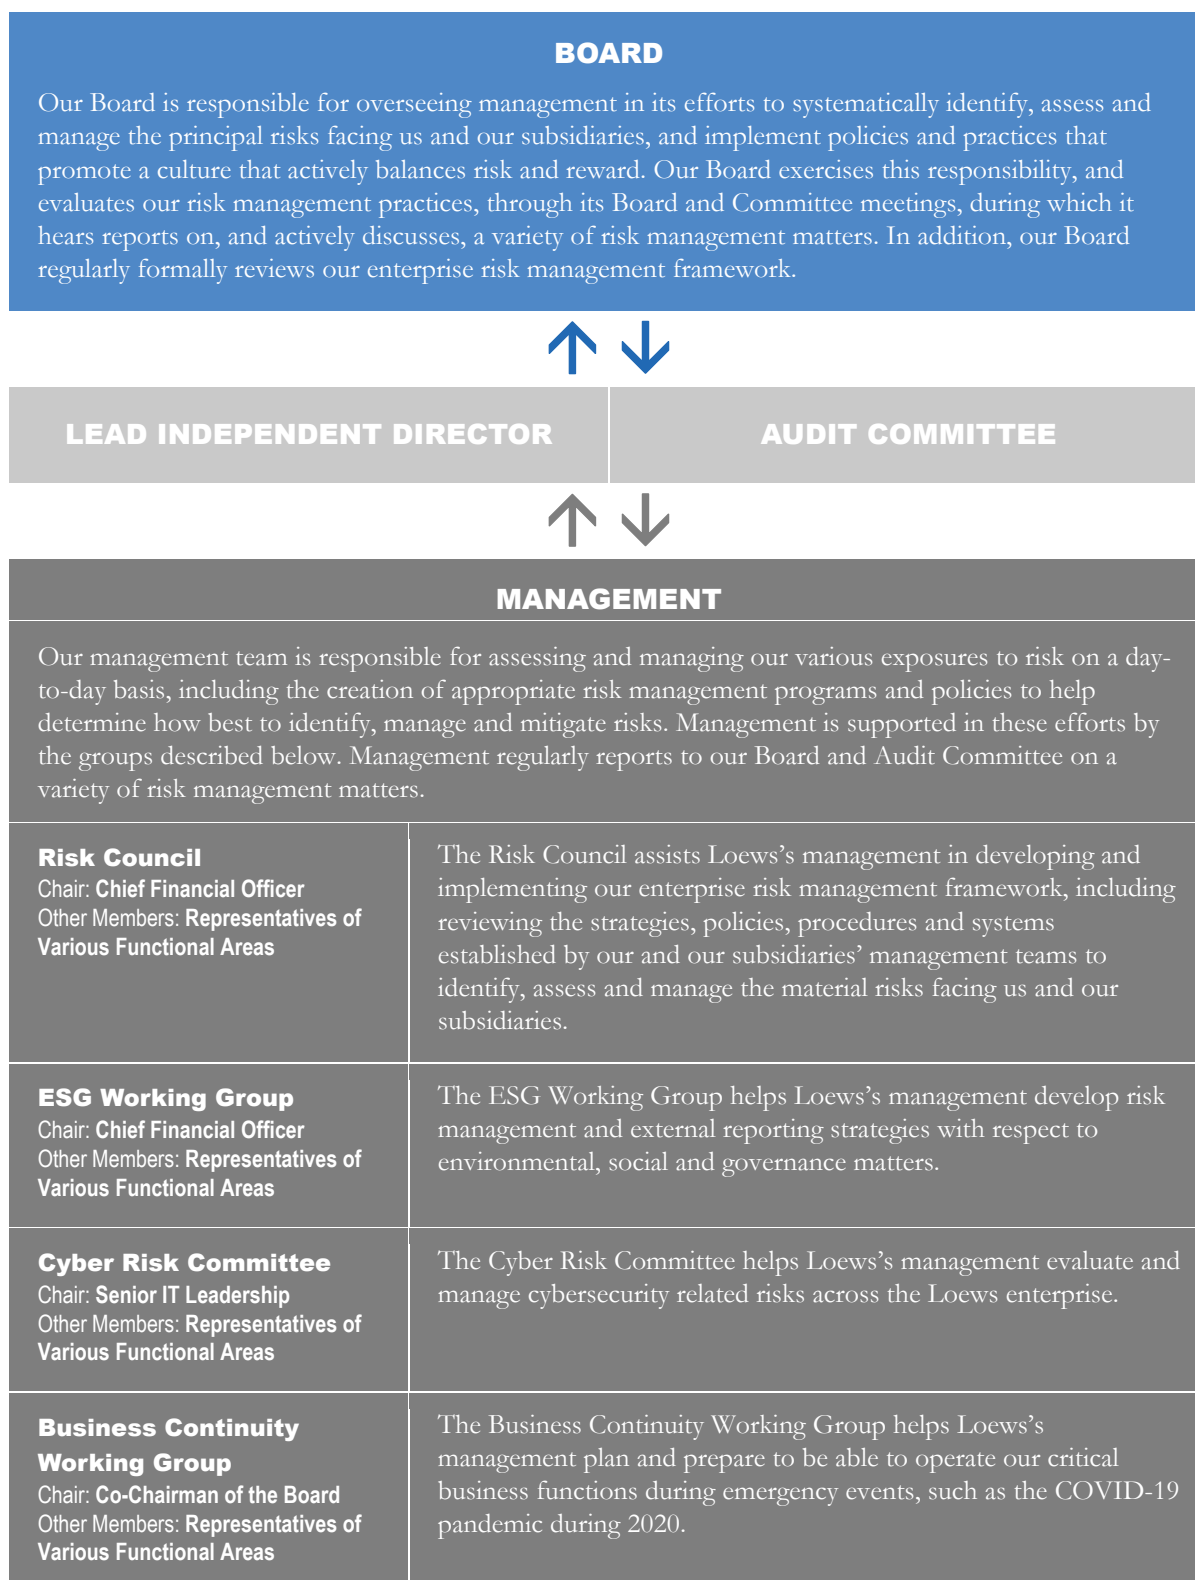 BOARD
Our Board is responsible for overseeing management in its efforts to systematically identify, assess and
manage the principal risks facing us and our subsidiaries, and implement policies and practices that
promote a culture that actively balances risk and reward. Our Board exercises this responsibility, and
evaluates our risk management practices, through its Board and Committee meetings, during which it
hears reports on, and actively discusses, a variety of risk management matters. In addition, our Board
regularly formally reviews our enterprise risk management framework.
LEAD INDEPENDENT DIRECTOR
AUDIT COMMITTEE
MANAGEMENT
Our management team is responsible for assessing and managing our various exposures to risk on a day-
to-day basis, including the creation of appropriate risk management programs and policies to help
determine how best to identify, manage and mitigate risks. Management is supported in these efforts by
the groups described below. Management regularly reports to our Board and Audit Committee on a
variety of risk management matters.
Risk Council
Chair: Chief Financial Officer
Other Members: Representatives of
Various Functional Areas
The Risk Council assists Loews’s management in developing and
implementing our enterprise risk management framework, including
reviewing the strategies, policies, procedures and systems
established by our and our subsidiaries’ management teams to
identify, assess and manage the material risks facing us and our
subsidiaries.
ESG Working Group
Chair: Chief Financial Officer
Other Members: Representatives of
Various Functional Areas
The ESG Working Group helps Loews’s management develop risk
management and external reporting strategies with respect to
environmental, social and governance matters.
Cyber Risk Committee
Chair: Senior IT Leadership
Other Members: Representatives of
Various Functional Areas
The Cyber Risk Committee helps Loews’s management evaluate and
manage cybersecurity related risks across the Loews enterprise.
Business Continuity
Working Group
Chair: Co-Chairman of the Board
Other Members: Representatives of
Various Functional Areas
The Business Continuity Working Group helps Loews’s
management plan and prepare to be able to operate our critical
business functions during emergency events, such as the COVID-19
pandemic during 2020.